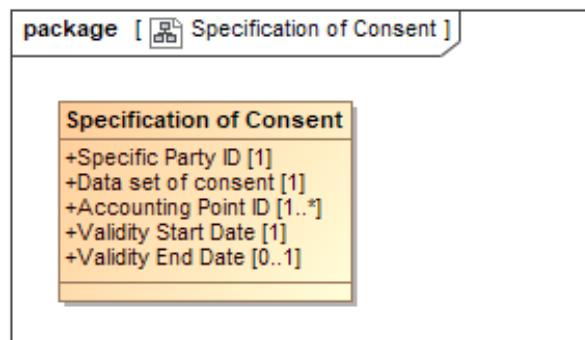 package [ Specification of Consent ]
Specification of Consent
+Specific Party ID [1]
+Data set of consent [1]
+Accounting Point ID [1..*]
+Validity Start Date [1]
+Validity End Date [0..1]